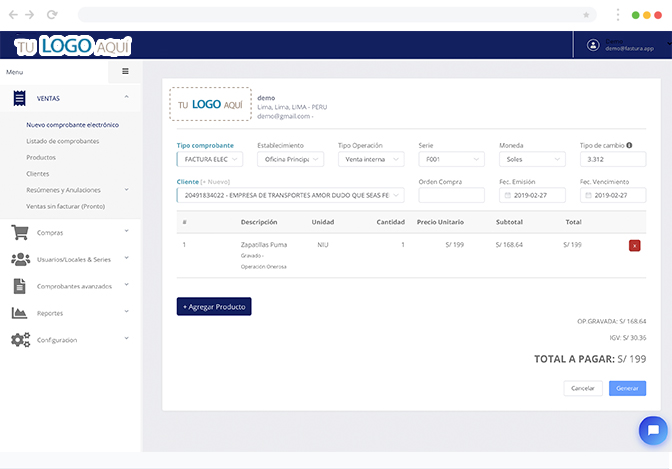 TU LOGO AQUÍ
Demo
demo@fastura.app
Menu
VENTAS
Nuevo comprobante electrónico
Listado de comprobantes
Productos
Clientes
Resúmenes y Anulaciones
Ventas sin facturar (Pronto)
Compras
Usuarios/Locales & Series
Comprobantes avanzados
Reportes
Configuracion
TU LOGO AQUÍ
demo
Lima, Lima, LIMA - PERU
demo@gmail.com -
Tipo comprobante Establecimiento Tipo Operación Serie Moneda Tipo de cambio
FACTURA ELEC Oficina Principa Venta interna F001 Soles 3.312
Cliente [+ Nuevo] Orden Compra Fec. Emisión Fec. Vencimiento
20491834022 - EMPRESA DE TRANSPORTES AMOR DUDO QUE SEAS FE 2019-02-27 2019-02-27
# Descripción Unidad Cantidad Precio Unitario Subtotal Total
1 Zapatillas Puma NIU 1 S/ 199 S/ 168.64 S/ 199 x
Gravado -
Operación Onerosa
+ Agregar Producto
OP.GRAVADA: S/ 168.64
IGV: S/ 30.36
TOTAL A PAGAR: S/ 199
Cancelar Generar